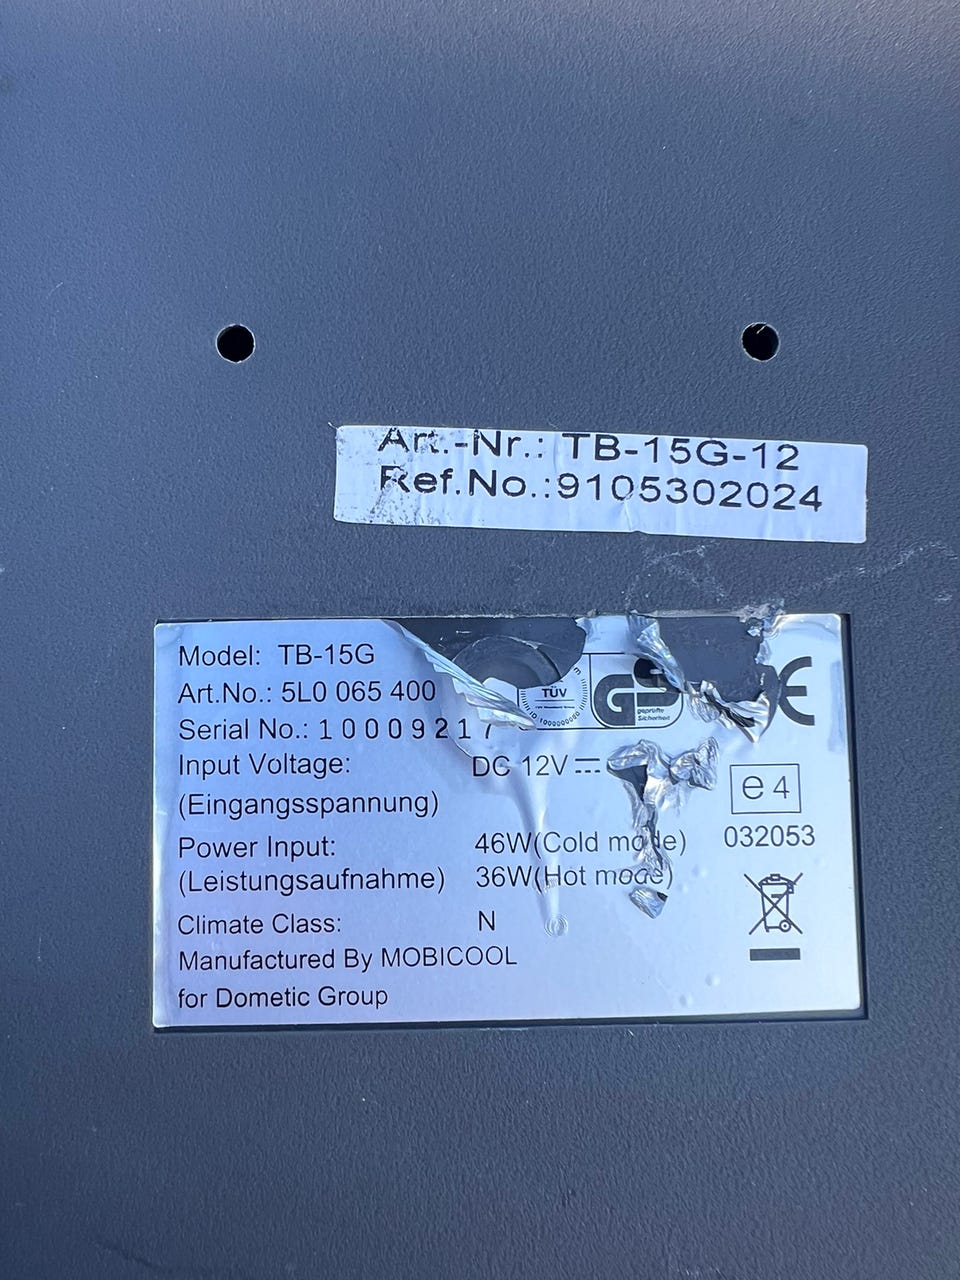 Art.-Nr.: TB-15G-12
Ref.No.:9105302024
Model: TB-15G
Art.No.: 5L0 065 400
Serial No.: 1 0 0 0 9 2 1 7
TÜV
GS
geprüfte
Sicherheit
CE
Input Voltage: DC 12V
(Eingangsspannung)
e 4
Power Input: 46W(Cold mode)
032053
(Leistungsaufnahme) 36W(Hot mode)
Climate Class: N
Manufactured By MOBICOOL
for Dometic Group